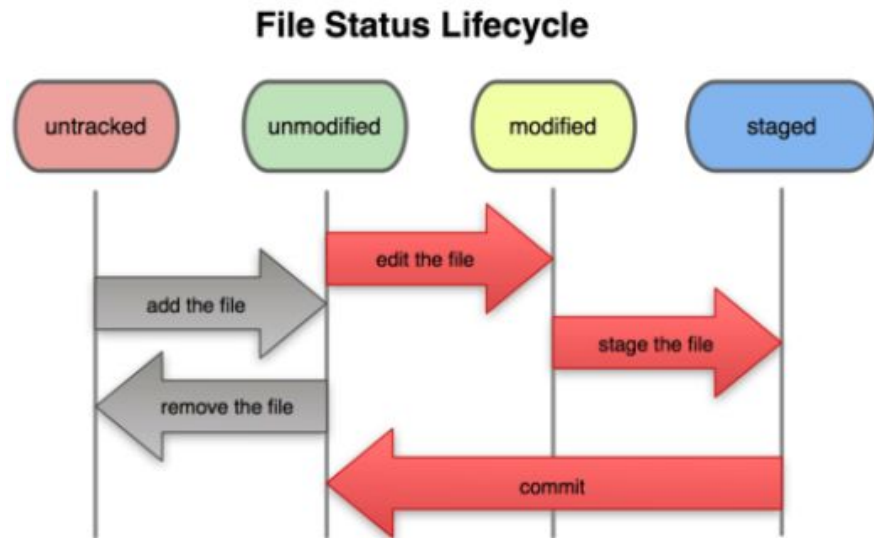 File Status Lifecycle
untracked
unmodified
modified
staged
edit the file
add the file
stage the file
remove the file
commit